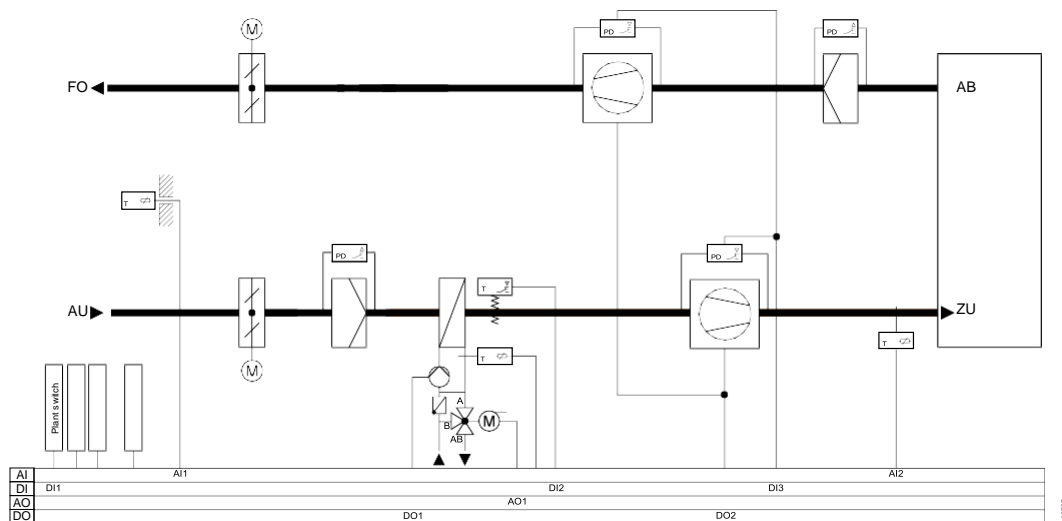 M
PD
PD
FO
AB
T
PD
PD
T
AU
ZU
T
T
M
Plant switch
A
B
M
AB
AI
AI1
AI2
DI
DI1
DI2
DI3
AO
AO1
DO
DO1
DO2